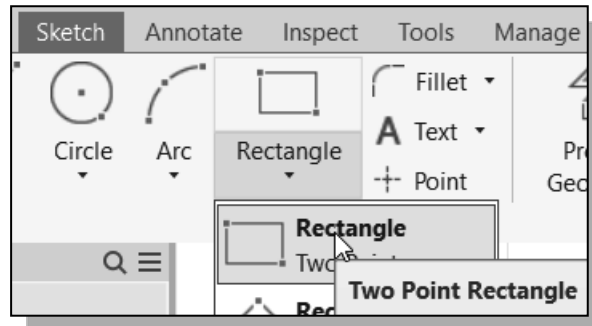 Sketch Annotate Inspect Tools Manage
Fillet
A Text
Circle Arc Rectangle
Point
Rectangle
Two Point Rectangle